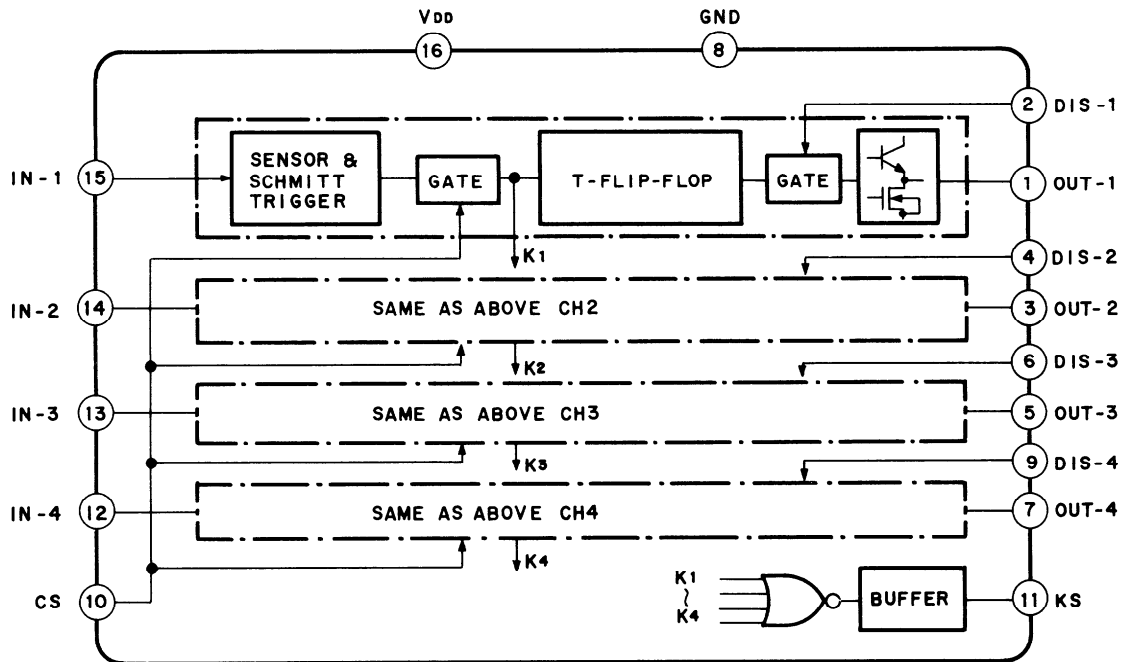 VDD
16
GND
8
2 DIS-1
IN-1 15
SENSOR &
SCHMITT
TRIGGER
GATE
T-FLIP-FLOP
GATE
1 OUT-1
K1
4 DIS-2
IN-2 14
SAME AS ABOVE CH2
3 OUT-2
K2
6 DIS-3
IN-3 13
SAME AS ABOVE CH3
5 OUT-3
K3
9 DIS-4
IN-4 12
SAME AS ABOVE CH4
7 OUT-4
K4
CS 10
K1
~
K4
BUFFER
11 KS